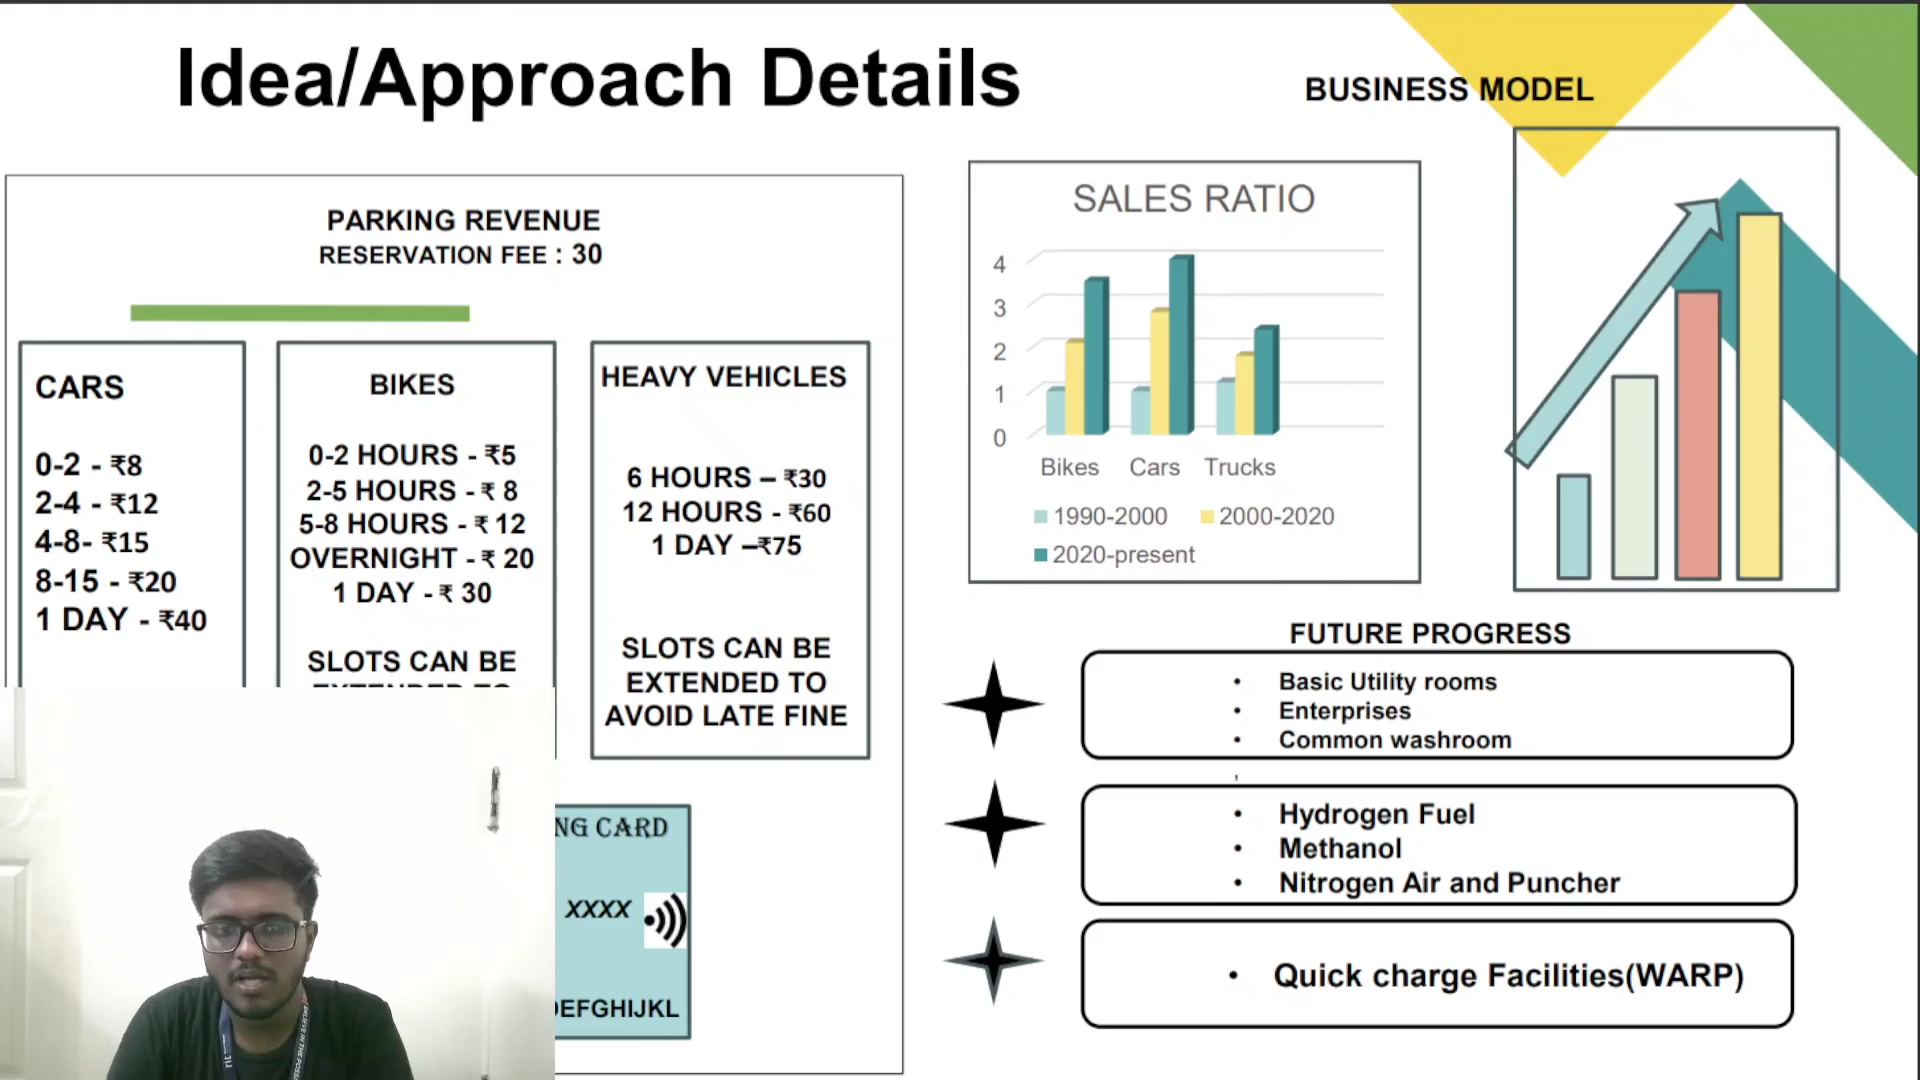 Idea/Approach Details
BUSINESS MODEL
PARKING REVENUE
RESERVATION FEE : 30
CARS
0-2 - ₹8
2-4 - ₹12
4-8- ₹15
8-15 - ₹20
1 DAY - ₹40
BIKES
0-2 HOURS - ₹5
2-5 HOURS - ₹ 8
5-8 HOURS - ₹ 12
OVERNIGHT - ₹ 20
1 DAY - ₹ 30
SLOTS CAN BE
HEAVY VEHICLES
6 HOURS – ₹30
12 HOURS - ₹60
1 DAY –₹75
SLOTS CAN BE
EXTENDED TO
AVOID LATE FINE
NG CARD
XXXX
EFGHIJKL
SALES RATIO
4
3
2
1
0
Bikes Cars Trucks
1990-2000 2000-2020
2020-present
FUTURE PROGRESS
• Basic Utility rooms
• Enterprises
• Common washroom
,
• Hydrogen Fuel
• Methanol
• Nitrogen Air and Puncher
• Quick charge Facilities(WARP)